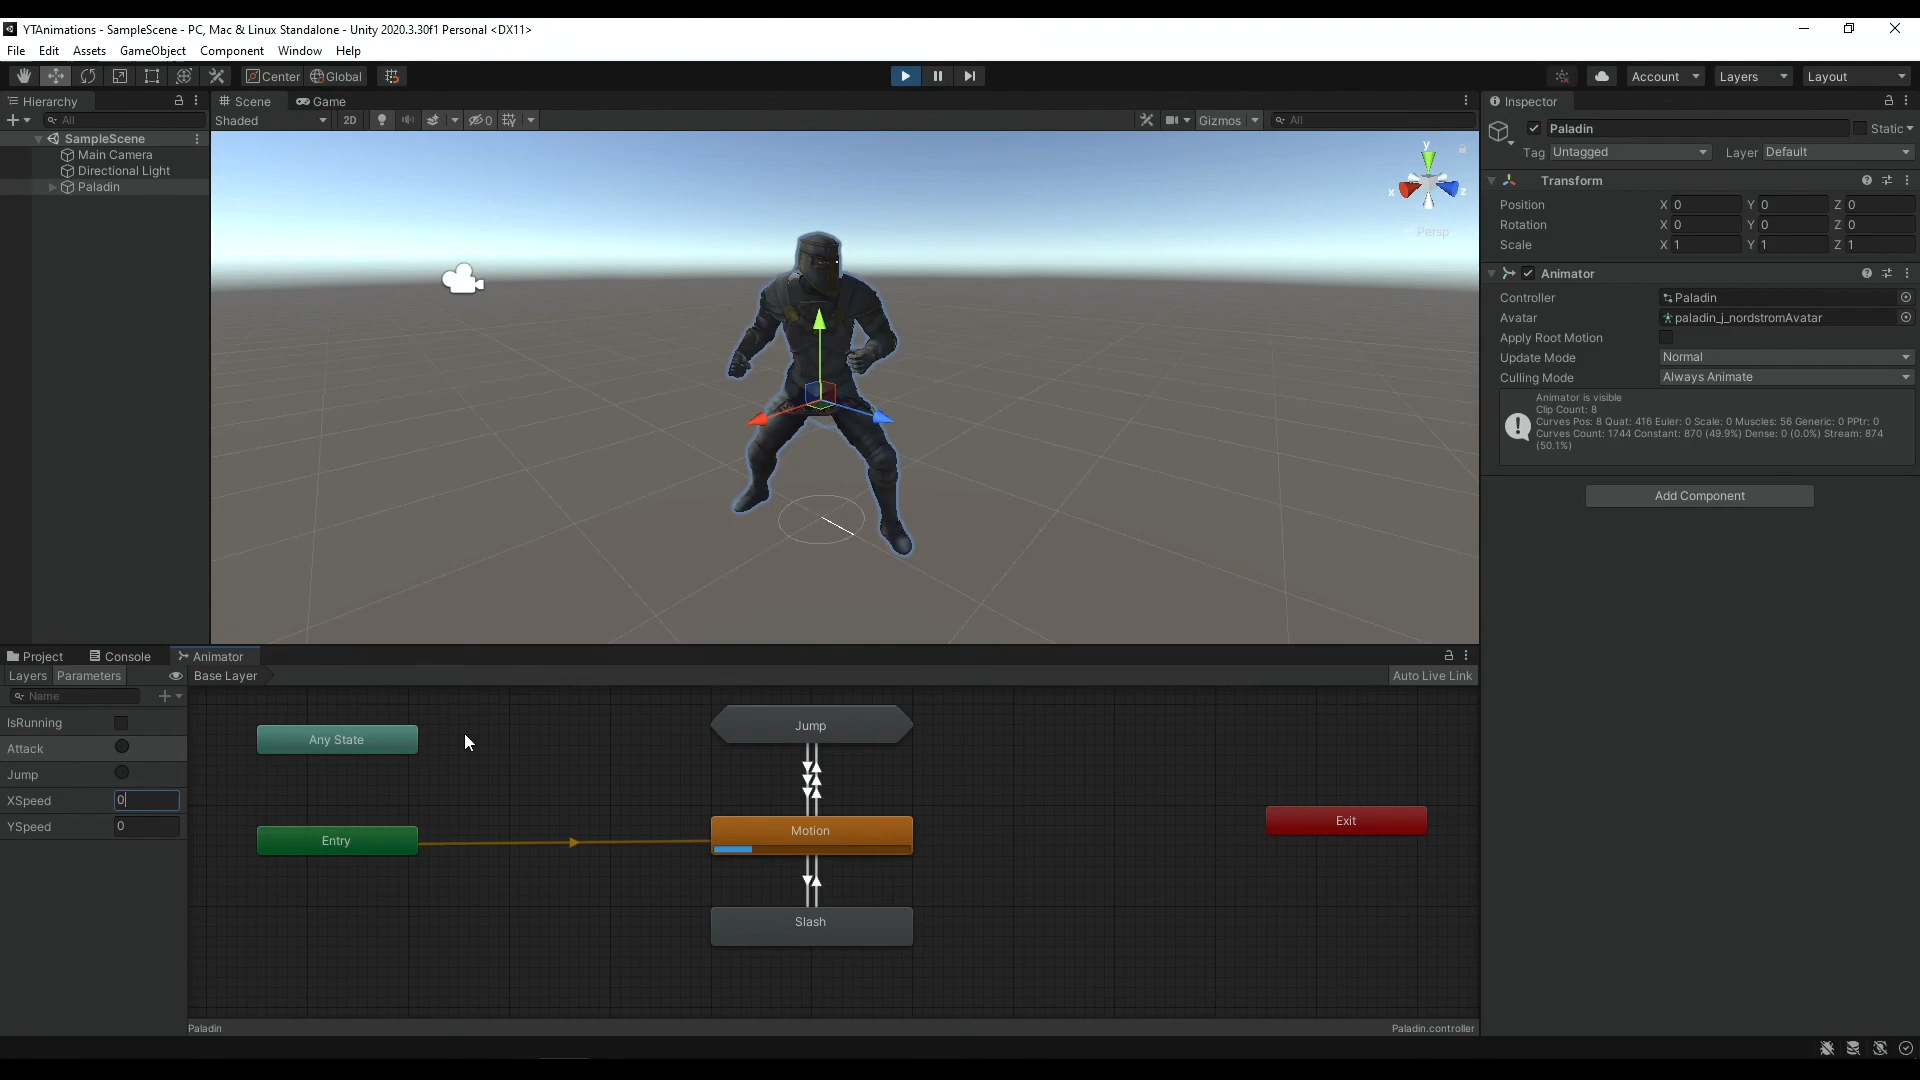 YTAnimations - SampleScene - PC, Mac & Linux Standalone - Unity 2020.3.30f1 Personal <DX11>
File Edit Assets GameObject Component Window Help
Center Global Account Layers Layout
Hierarchy
All
SampleScene
Main Camera
Directional Light
Paladin
Scene Game
Shaded 2D 0 Gizmos All
y
x z
Persp
Inspector
Paladin Static
Tag Untagged Layer Default
Transform
Position X 0 Y 0 Z 0
Rotation X 0 Y 0 Z 0
Scale X 1 Y 1 Z 1
Animator
Controller Paladin
Avatar paladin_j_nordstromAvatar
Apply Root Motion
Update Mode Normal
Culling Mode Always Animate
Animator is visible
Clip Count: 8
Curves Pos: 8 Quat: 416 Euler: 0 Scale: 0 Muscles: 56 Generic: 0 PPtr: 0
Curves Count: 1744 Constant: 870 (49.9%) Dense: 0 (0.0%) Stream: 874
(50.1%)
Add Component
Project Console Animator
Layers Parameters Base Layer Auto Live Link
Name
IsRunning
Attack
Jump
XSpeed 0
YSpeed 0
Any State
Entry
Jump
Motion
Slash
Exit
Paladin Paladin.controller